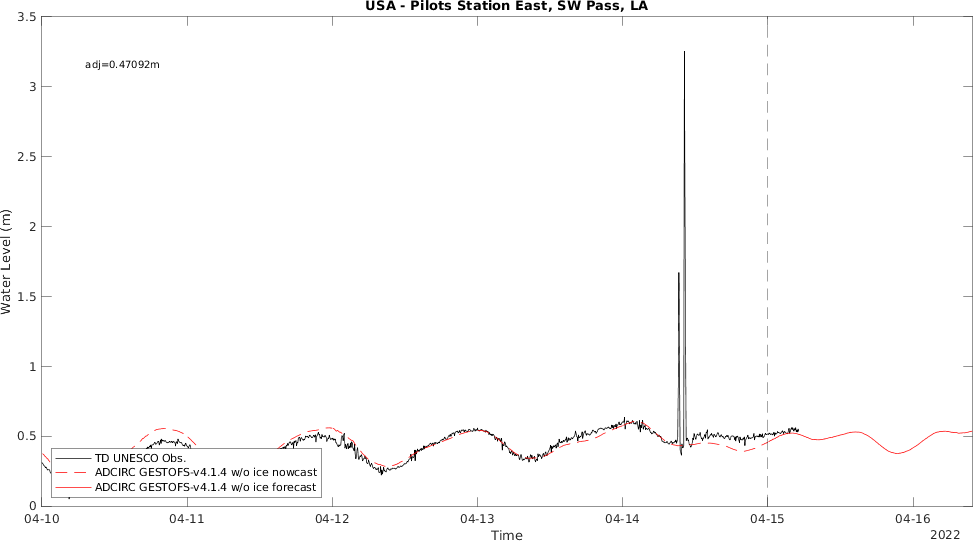 USA - Pilots Station East, SW Pass, LA
adj=0.47092m
Water Level (m)
3.5
3
2.5
2
1.5
1
0.5
0
TD UNESCO Obs.
ADCIRC GESTOFS-v4.1.4 w/o ice nowcast
ADCIRC GESTOFS-v4.1.4 w/o ice forecast
04-10 04-11 04-12 04-13 04-14 04-15 04-16
Time
2022